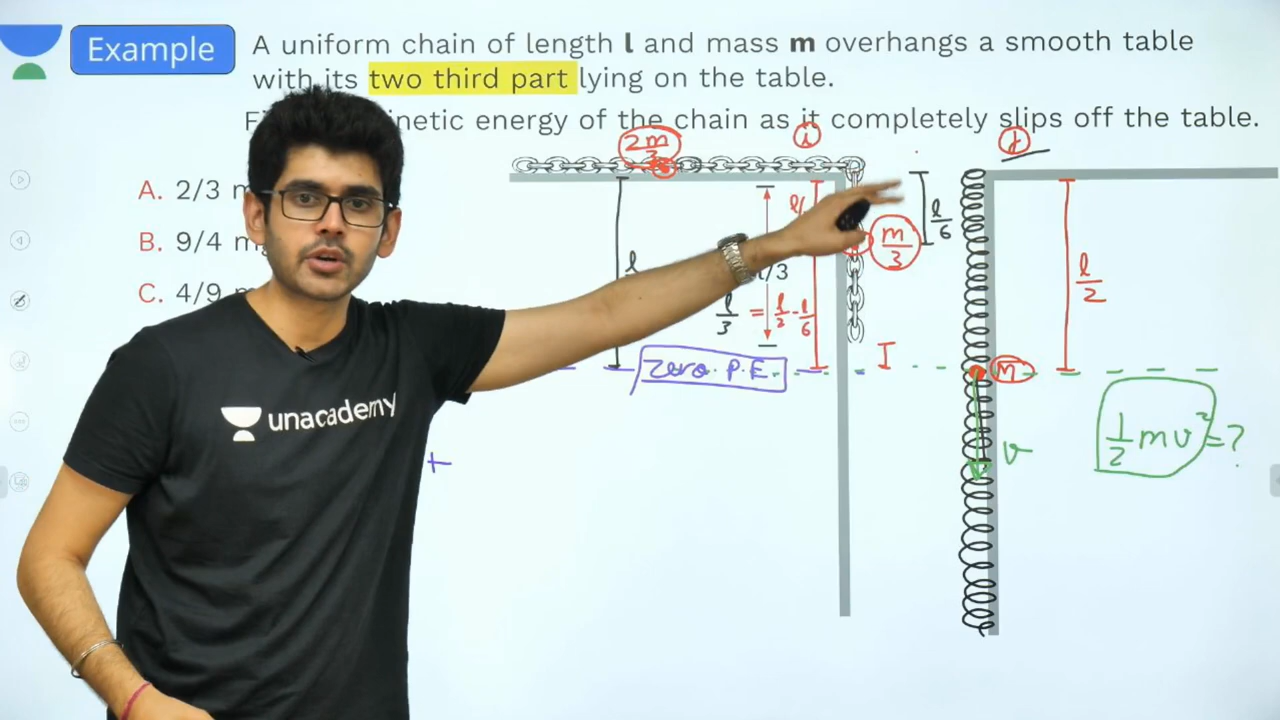 Example
A uniform chain of length l and mass m overhangs a smooth table
with its two third part lying on the table.
kinetic energy of the chain as it completely slips off the table.
A. 2/3
B. 9/4
C. 4/9
2m/3
i
f
l/6
m/3
l/3 = l/2 - l/6
l/2
I
Zero P.E
m
1/2 mv² = ?
v
+
unacademy